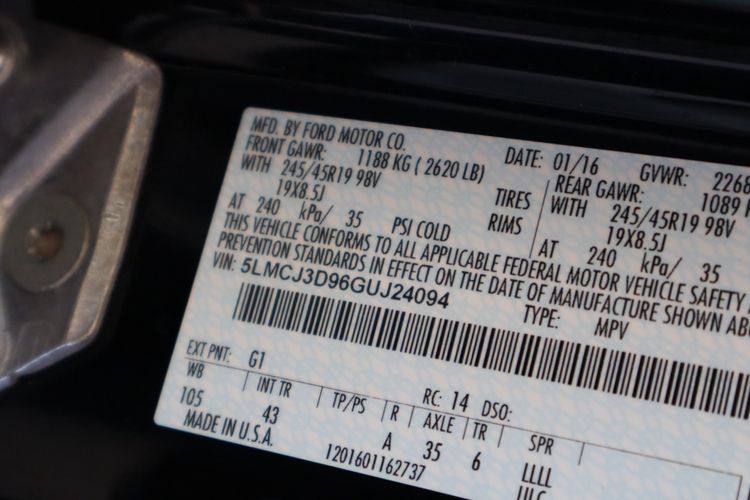 MFD. BY FORD MOTOR CO.
DATE: 01/16 GVWR: 2268
FRONT GAWR: 1188 KG ( 2620 LB) REAR GAWR: 1089
WITH 245/45R19 98V TIRES WITH 245/45R19 98V
19X8.5J RIMS 19X8.5J
AT 240 kPa/ 35 PSI COLD AT 240 kPa/ 35
THIS VEHICLE CONFORMS TO ALL APPLICABLE FEDERAL MOTOR VEHICLE SAFETY
PREVENTION STANDARDS IN EFFECT ON THE DATE OF MANUFACTURE SHOWN AB
VIN: 5LMCJ3D96GUJ24094
TYPE: MPV
EXT PNT: G1 RC: 14 DSO:
WB INT TR TP/PS R AXLE TR SPR
105 43 A 35 6 LLLL
MADE IN U.S.A. 1201601162737